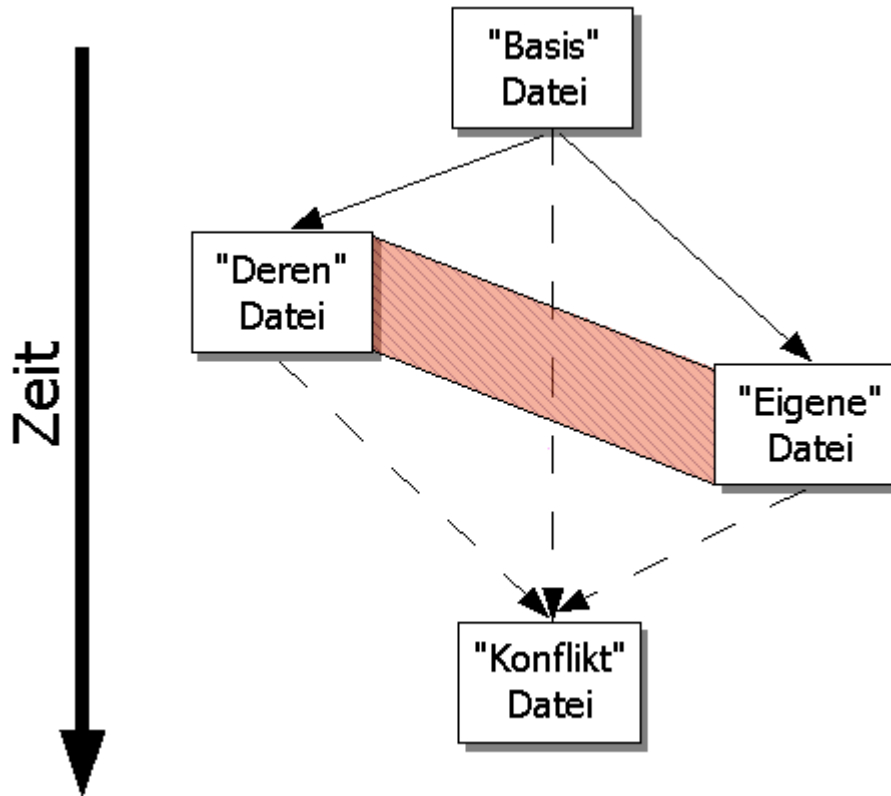 "Basis"
Datei
"Deren"
Datei
Zeit
"Eigene"
Datei
"Konflikt"
Datei